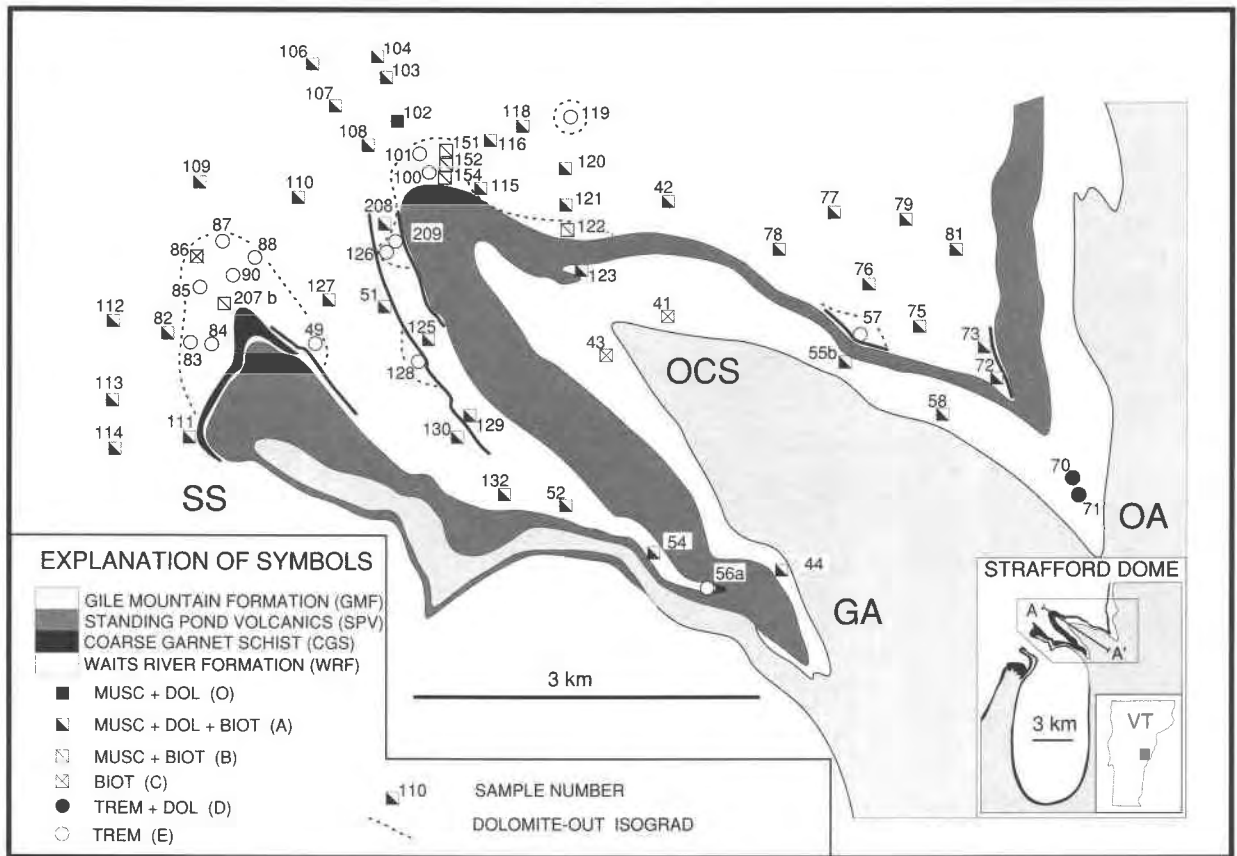 106
104
103
107
102
118
119
108
101
151
116
152
109
100
154
120
110
115
121
42
77
79
208
87
88
209
122
78
81
86
126
90
123
76
85
207 b
127
51
41
112
57
75
82
84
49
125
43
73
83
55b
OCS
72
128
113
58
129
111
130
114
70
SS
132
52
71
OA
54
44
56a
GA
EXPLANATION OF SYMBOLS
GILE MOUNTAIN FORMATION (GMF)
STANDING POND VOLCANICS (SPV)
COARSE GARNET SCHIST (CGS)
WAITS RIVER FORMATION (WRF)
MUSC + DOL (O)
MUSC + DOL + BIOT (A)
MUSC + BIOT (B)
BIOT (C)
TREM + DOL (D)
TREM (E)
3 km
110 SAMPLE NUMBER
DOLOMITE-OUT ISOGRAD
STRAFFORD DOME
A
A'
3 km
VT